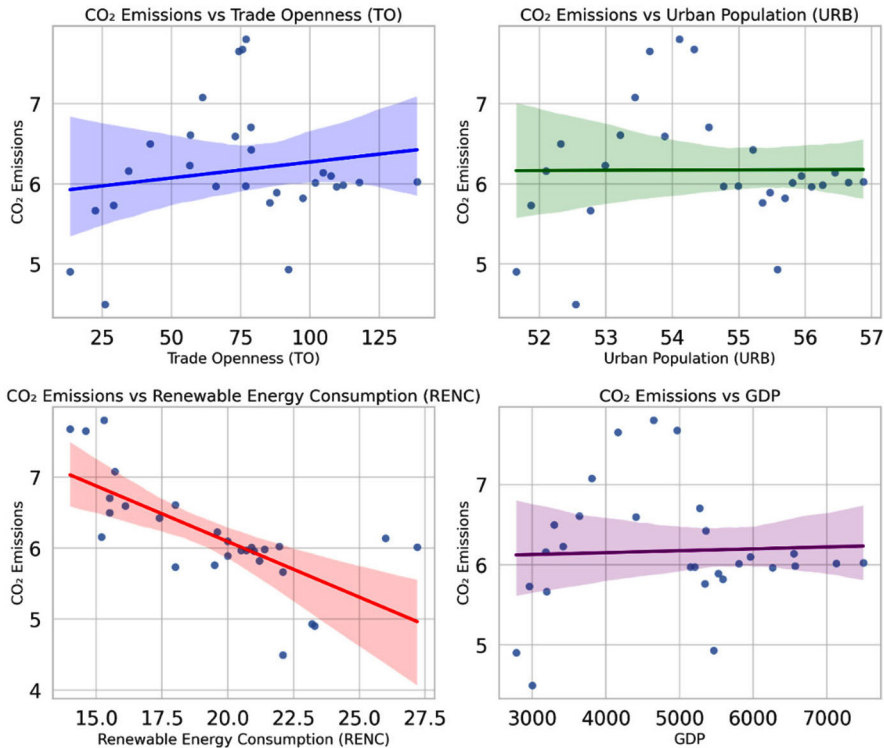 CO₂ Emissions vs Trade Openness (TO)
CO₂ Emissions
7
6
5
25 50 75 100 125
Trade Openness (TO)
CO₂ Emissions vs Urban Population (URB)
CO₂ Emissions
7
6
5
52 53 54 55 56 57
Urban Population (URB)
CO₂ Emissions vs Renewable Energy Consumption (RENC)
CO₂ Emissions
7
6
5
4
15.0 17.5 20.0 22.5 25.0 27.5
Renewable Energy Consumption (RENC)
CO₂ Emissions vs GDP
CO₂ Emissions
7
6
5
3000 4000 5000 6000 7000
GDP